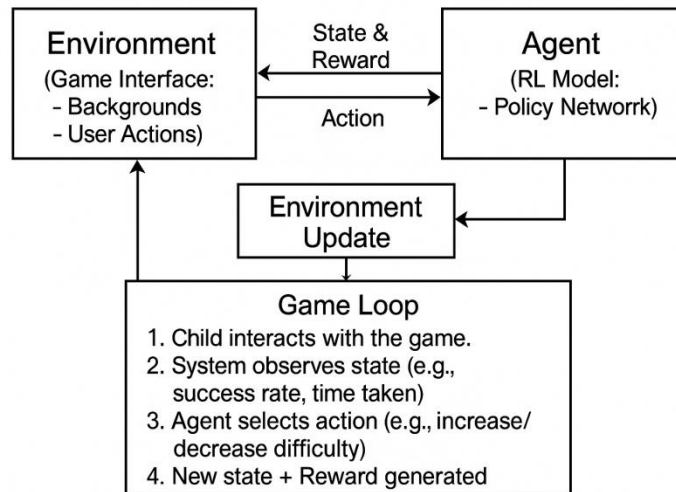 Environment
(Game Interface:
- Backgrounds
- User Actions)
State &
Reward
Action
Agent
(RL Model:
- Policy Networrk)
Environment
Update
Game Loop
1. Child interacts with the game.
2. System observes state (e.g.,
success rate, time taken)
3. Agent selects action (e.g., increase/
decrease difficulty)
4. New state + Reward generated